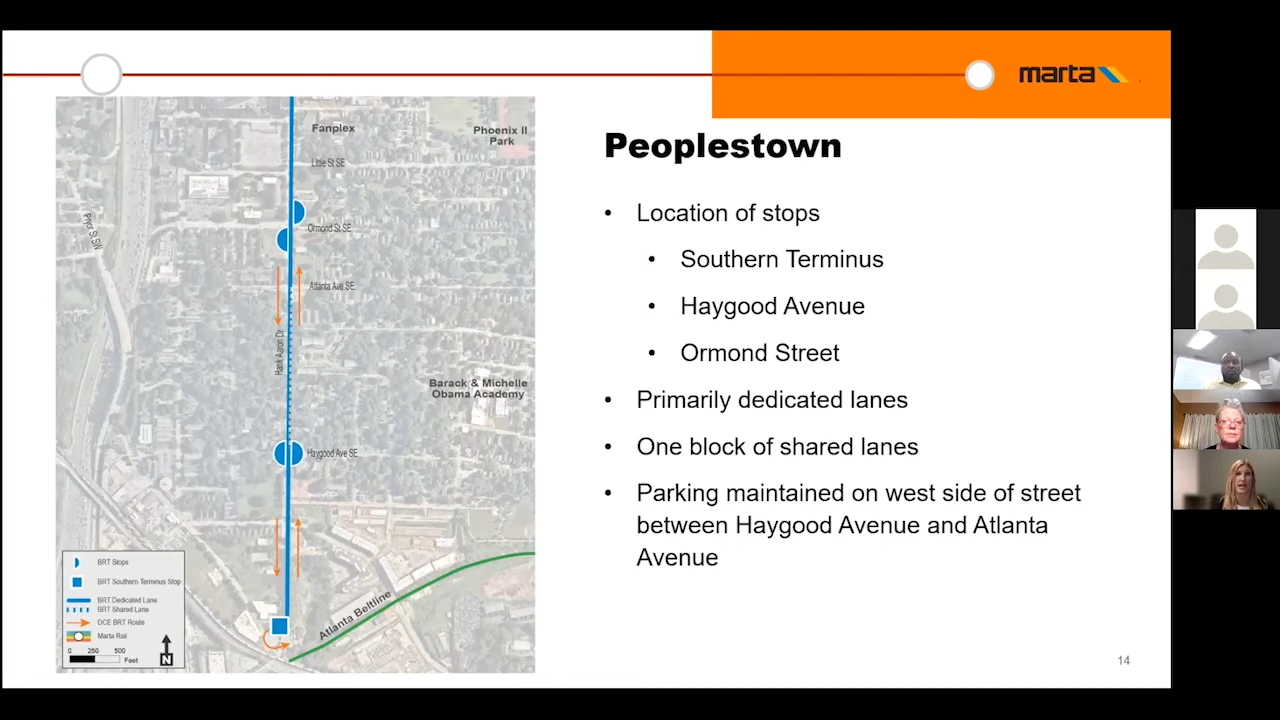 marta
Fanplex
Phoenix II
Park
Little St SE
Pryor St SW
Ormond St SE
Atlanta Ave SE
Hank Aaron Dr
Barack & Michelle
Obama Academy
Haygood Ave SE
Atlanta Beltline
BRT Stops
BRT Southern Terminus Stop
BRT Dedicated Lane
BRT Shared Lane
DCE BRT Route
Marta Rail
0 250 500
Feet
N
Peoplestown
• Location of stops
• Southern Terminus
• Haygood Avenue
• Ormond Street
• Primarily dedicated lanes
• One block of shared lanes
• Parking maintained on west side of street
between Haygood Avenue and Atlanta
Avenue
14